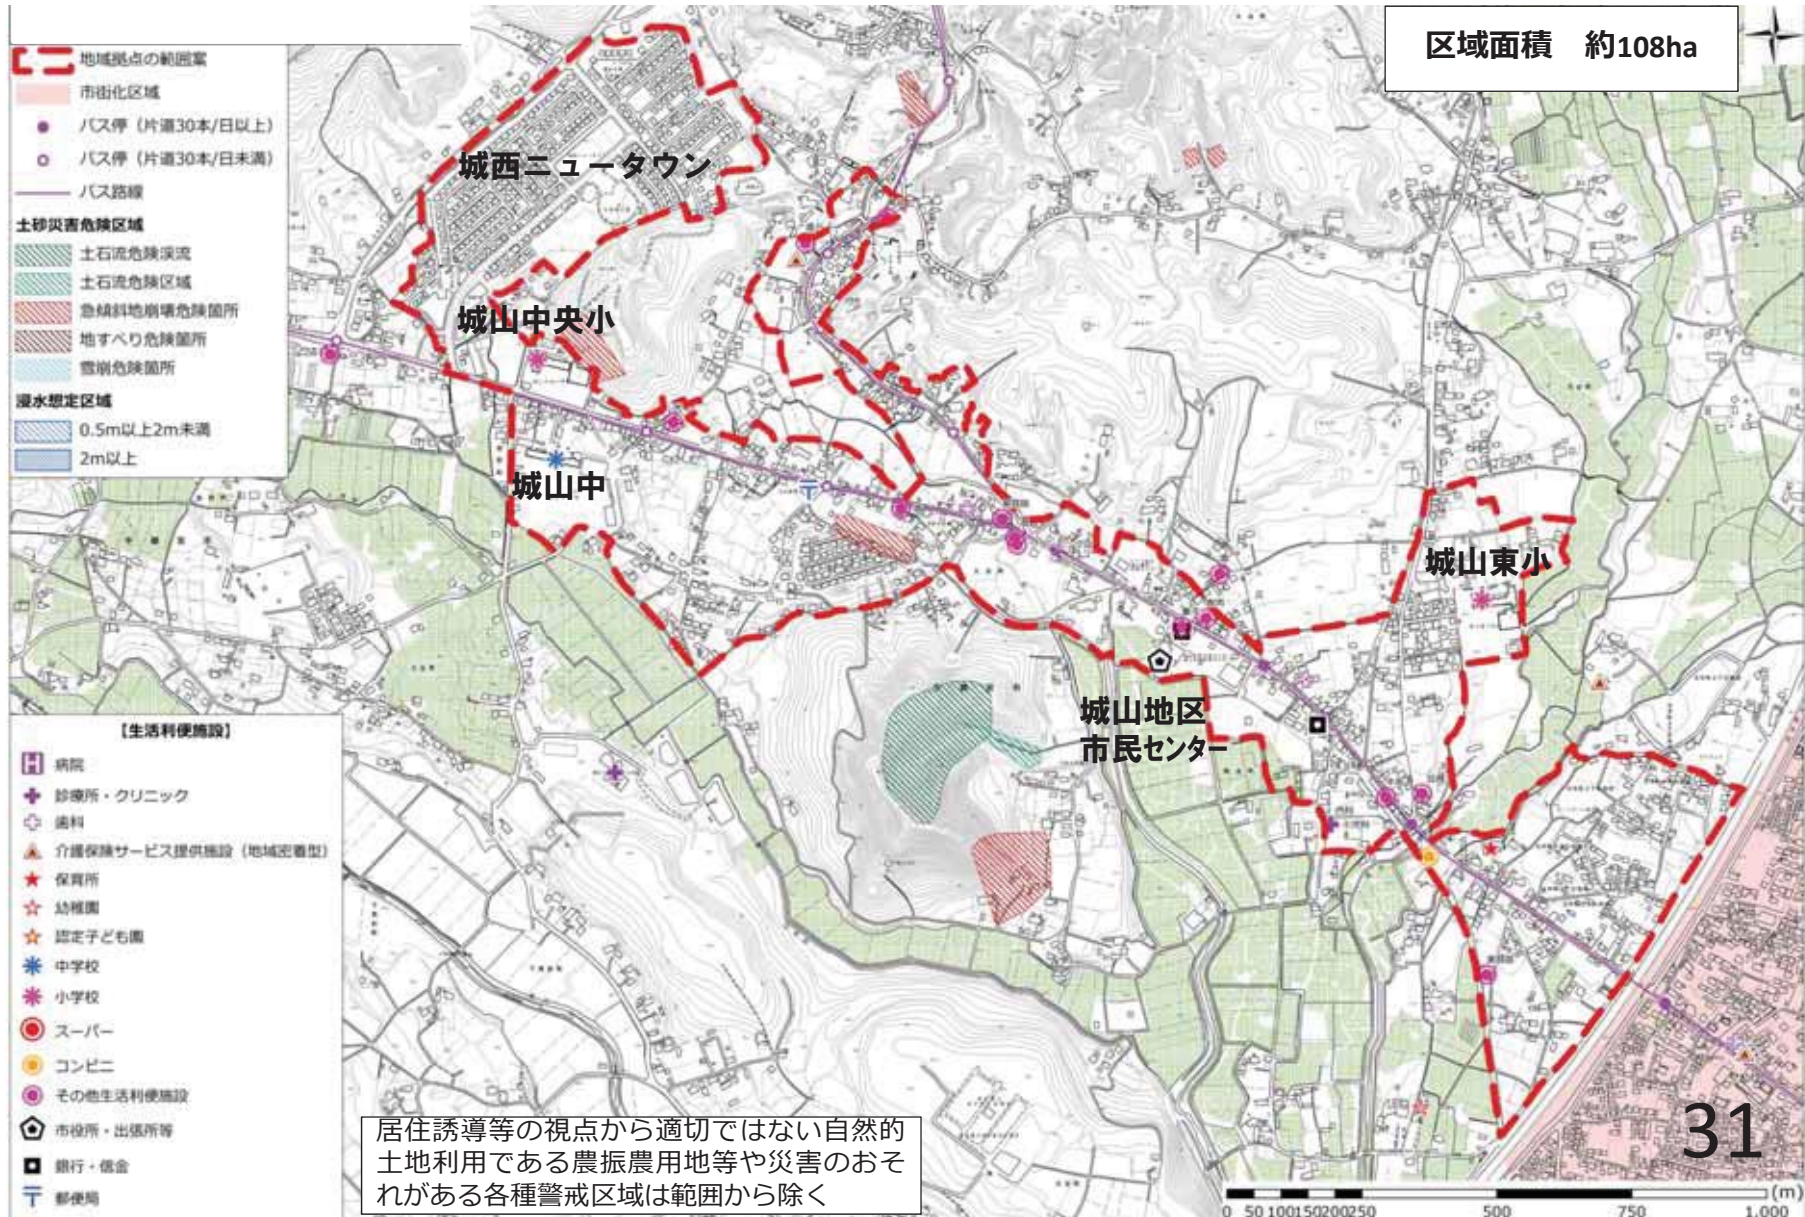 区域面積　約108ha
地域拠点の範囲案
市街化区域
バス停（片道30本/日以上）
バス停（片道30本/日未満）
バス路線
土砂災害危険区域
土石流危険渓流
土石流危険区域
急傾斜地崩壊危険箇所
地すべり危険箇所
雪崩危険箇所
浸水想定区域
0.5m以上2m未満
2m以上
城西ニュータウン
城山中央小
城山中
城山東小
城山地区
市民センター
【生活利便施設】
病院
診療所・クリニック
歯科
介護保険サービス提供施設（地域密着型）
保育所
幼稚園
認定子ども園
中学校
小学校
スーパー
コンビニ
その他生活利便施設
市役所・出張所等
銀行・信金
郵便局
居住誘導等の視点から適切ではない自然的
土地利用である農振農用地等や災害のおそ
れがある各種警戒区域は範囲から除く
31
0 50 100150200250 500 750 1,000
(m)